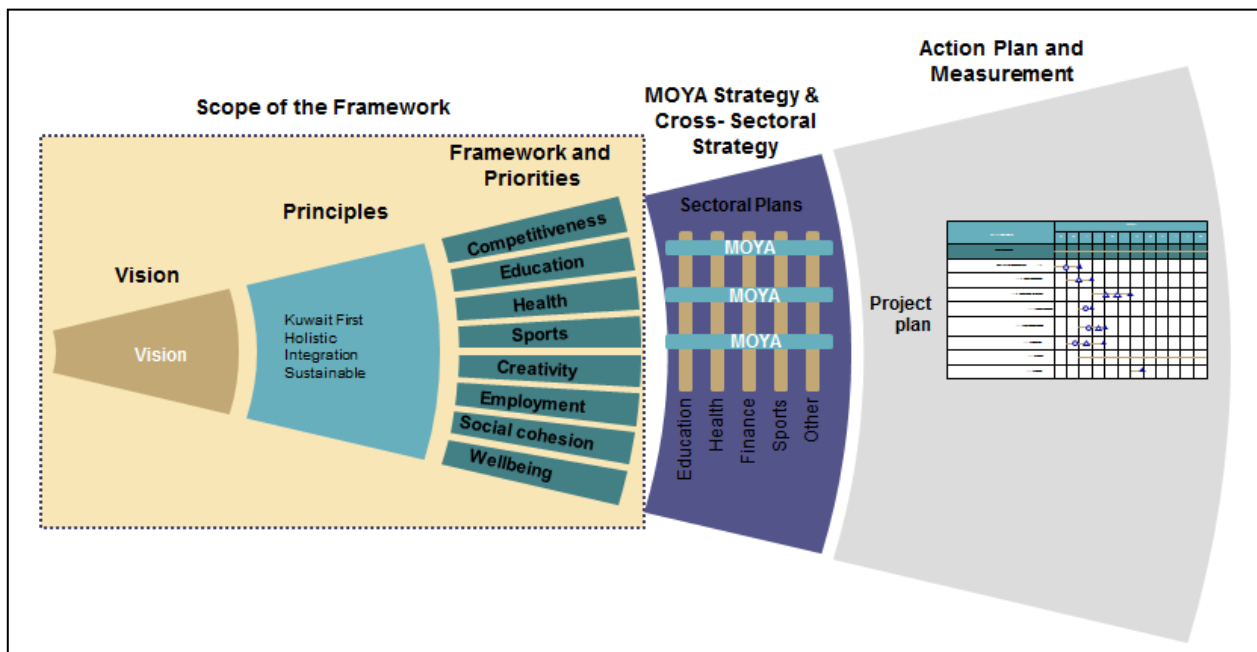 Scope of the Framework
Vision
Vision
Principles
Kuwait First
Holistic
Integration
Sustainable
Framework and
Priorities
Competitiveness
Education
Health
Sports
Creativity
Employment
Social cohesion
Wellbeing
MOYA Strategy &
Cross- Sectoral
Strategy
Sectoral Plans
MOYA
MOYA
MOYA
Education
Health
Finance
Sports
Other
Action Plan and
Measurement
Project
plan